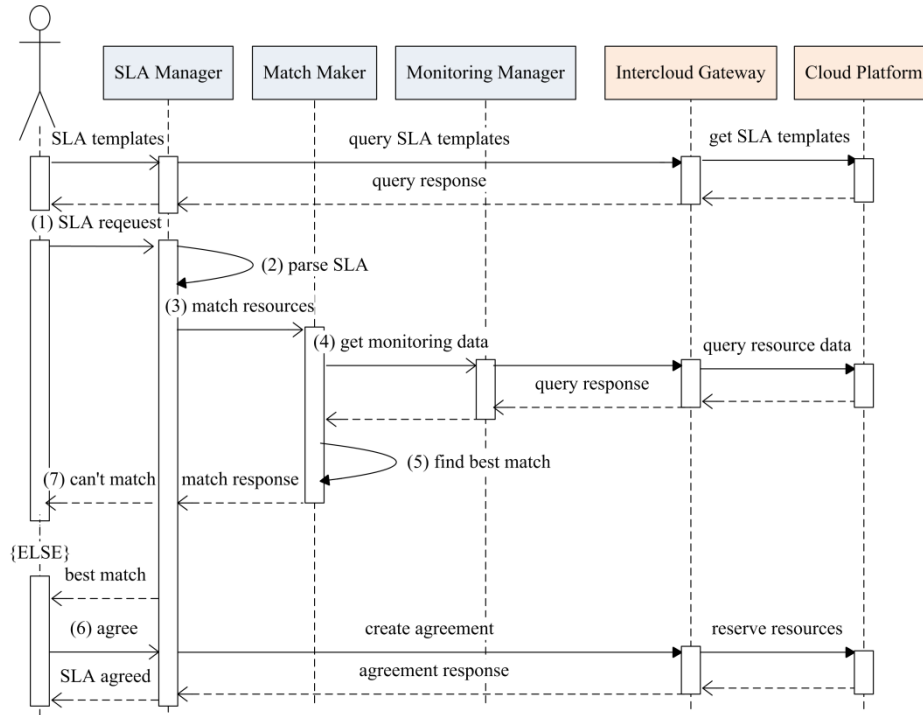 SLA Manager
Match Maker
Monitoring Manager
Intercloud Gateway
Cloud Platform
SLA templates
query SLA templates
get SLA templates
query response
(1) SLA reqeuest
(2) parse SLA
(3) match resources
(4) get monitoring data
query resource data
query response
(5) find best match
(7) can't match
match response
{ELSE}
best match
(6) agree
create agreement
reserve resources
SLA agreed
agreement response